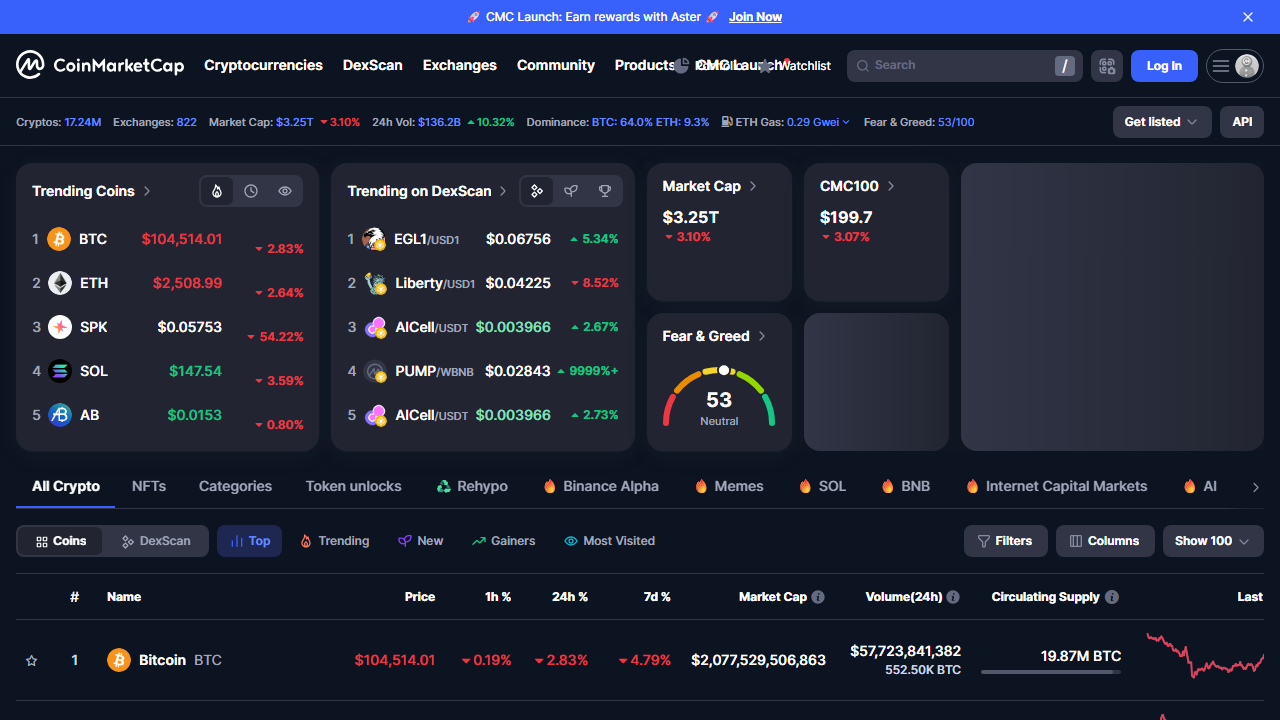 🚀 CMC Launch: Earn rewards with Aster 🚀 Join Now
CoinMarketCap Cryptocurrencies DexScan Exchanges Community Products CMC Launch Portfolio Watchlist Search / Log In
Cryptos: 17.24M Exchanges: 822 Market Cap: $3.25T 3.10% 24h Vol: $136.2B 10.32% Dominance: BTC: 64.0% ETH: 9.3% ETH Gas: 0.29 Gwei Fear & Greed: 53/100 Get listed API
Trending Coins
1 BTC $104,514.01 2.83%
2 ETH $2,508.99 2.64%
3 SPK $0.05753 54.22%
4 SOL $147.54 3.59%
5 AB $0.0153 0.80%
Trending on DexScan
1 EGL1/USD1 $0.06756 5.34%
2 Liberty/USD1 $0.04225 8.52%
3 AICell/USDT $0.003966 2.67%
4 PUMP/WBNB $0.02843 9999%+
5 AICell/USDT $0.003966 2.73%
Market Cap
$3.25T
3.10%
CMC100
$199.7
3.07%
Fear & Greed
53
Neutral
All Crypto NFTs Categories Token unlocks Rehypo Binance Alpha Memes SOL BNB Internet Capital Markets AI
Coins DexScan Top Trending New Gainers Most Visited Filters Columns Show 100
# Name Price 1h % 24h % 7d % Market Cap Volume(24h) Circulating Supply Last
1 Bitcoin BTC $104,514.01 0.19% 2.83% 4.79% $2,077,529,506,863 $57,723,841,382 19.87M BTC
552.50K BTC